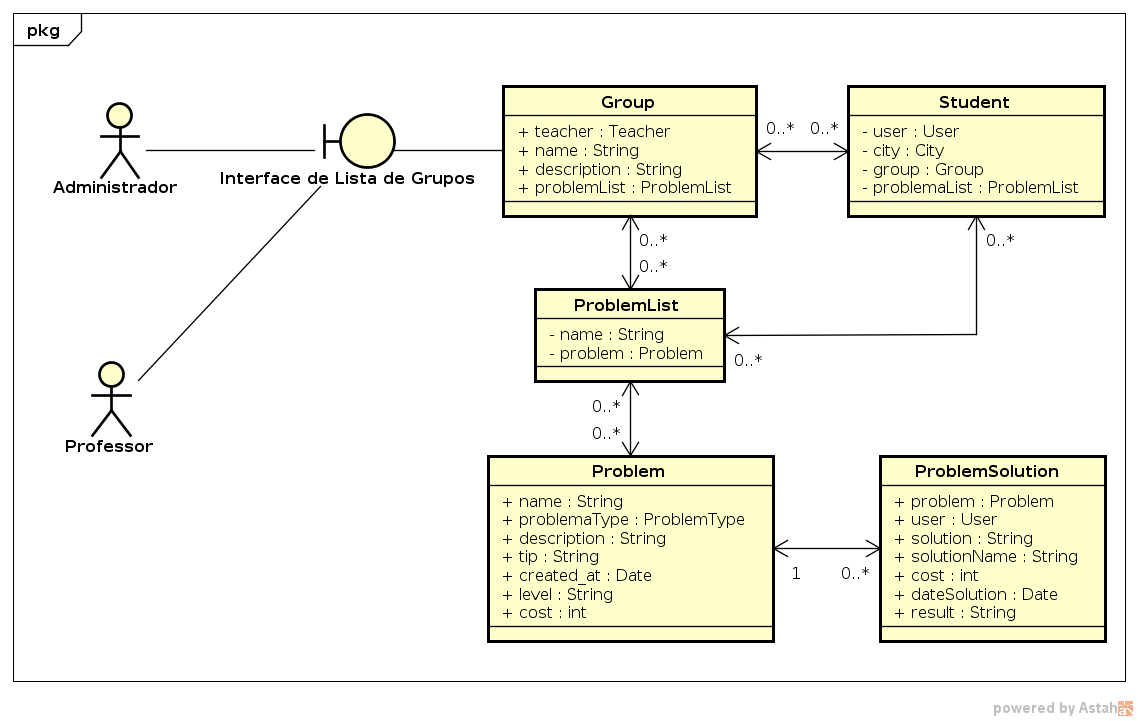 pkg
Administrador
Interface de Lista de Grupos
Professor
Group
+ teacher : Teacher
+ name : String
+ description : String
+ problemList : ProblemList
0..*
0..*
Student
- user : User
- city : City
- group : Group
- problemaList : ProblemList
0..*
0..*
0..*
0..*
ProblemList
- name : String
- problem : Problem
0..*
0..*
Problem
+ name : String
+ problemaType : ProblemType
+ description : String
+ tip : String
+ created_at : Date
+ level : String
+ cost : int
1
0..*
ProblemSolution
+ problem : Problem
+ user : User
+ solution : String
+ solutionName : String
+ cost : int
+ dateSolution : Date
+ result : String
powered by Astah